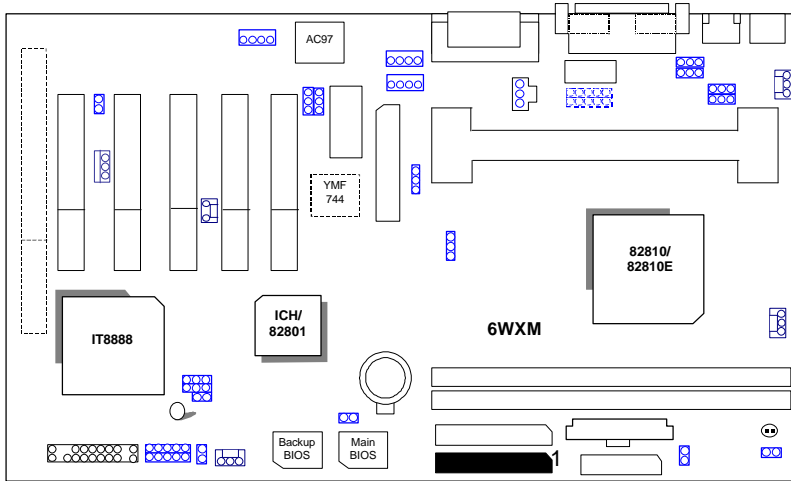 AC97
YMF
744
82810/
82810E
ICH/
82801
IT8888
6WXM
Backup
BIOS
Main
BIOS
1